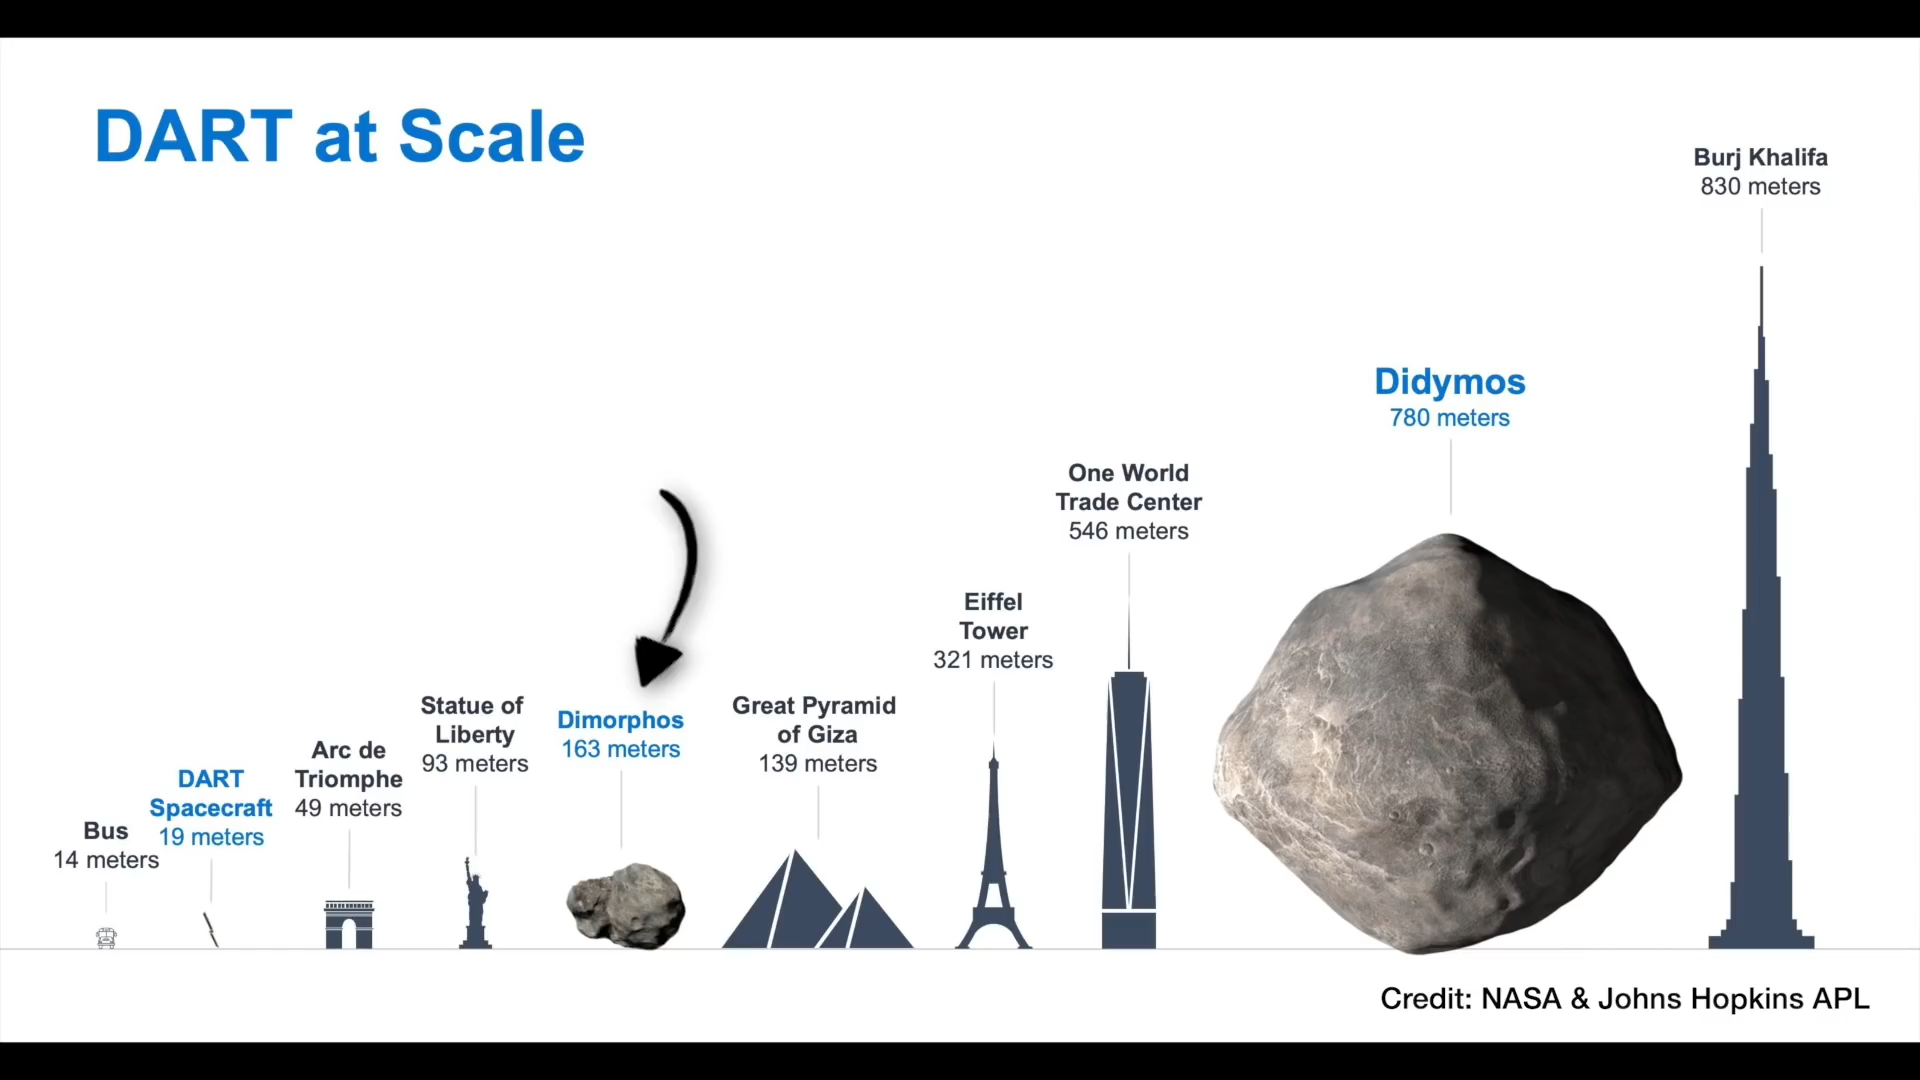 DART at Scale
Bus
14 meters
DART
Spacecraft
19 meters
Arc de
Triomphe
49 meters
Statue of
Liberty
93 meters
Dimorphos
163 meters
Great Pyramid
of Giza
139 meters
Eiffel
Tower
321 meters
One World
Trade Center
546 meters
Didymos
780 meters
Burj Khalifa
830 meters
Credit: NASA & Johns Hopkins APL